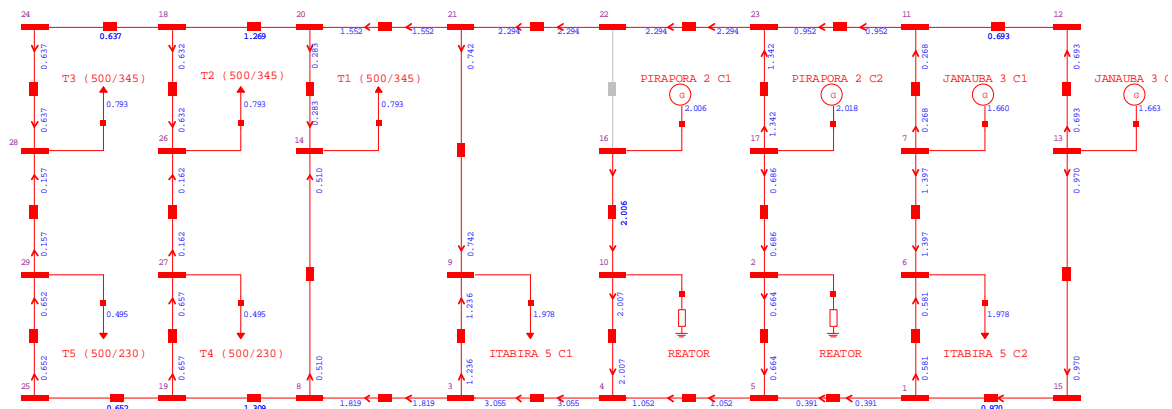 24 18 20 21 22 23 11 12
0.637 1.269 1.552 1.552 2.294 2.294 2.294 2.294 0.952 0.952 0.693
0.637 0.632 0.283 0.742 1.342 0.268 0.693
T3 (500/345) T2 (500/345) T1 (500/345) PIRAPORA 2 C1 PIRAPORA 2 C2 JANAUBA 3 C1 JANAUBA 3 C
G G G G
0.793 0.793 0.793 2.006 2.018 1.660 1.663
0.637 0.632 0.283 1.342 0.268 0.693
28 26 14 16 17 7 13
0.157 0.162 0.510 0.686 1.397 0.970
2.006
0.157 0.162 0.742 0.686 1.397
29 27 9 10 2 6
0.652 0.657 1.236 2.007 0.664 0.581
0.495 0.495 1.978 1.978
T5 (500/230) T4 (500/230) ITABIRA 5 C1 REATOR REATOR ITABIRA 5 C2
0.652 0.657 0.510 1.236 2.007 0.664 0.581 0.970
25 19 8 3 4 5 1 15
0.652 1.309 1.819 1.819 3.055 3.055 1.052 1.052 0.391 0.391 0.970